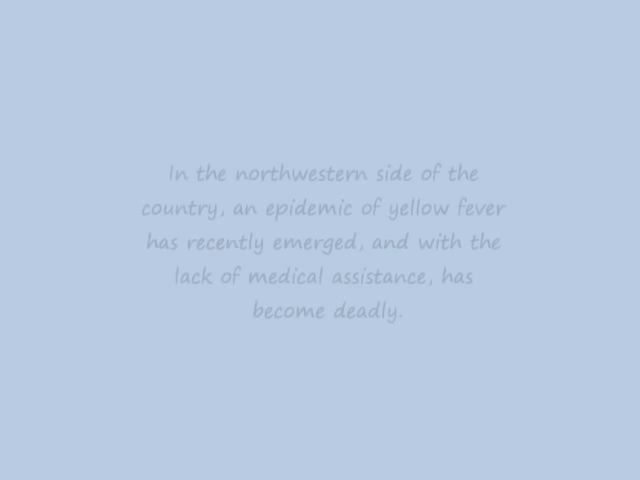 In the northwestern side of the
country, an epidemic of yellow fever
has recently emerged, and with the
lack of medical assistance, has
become deadly.